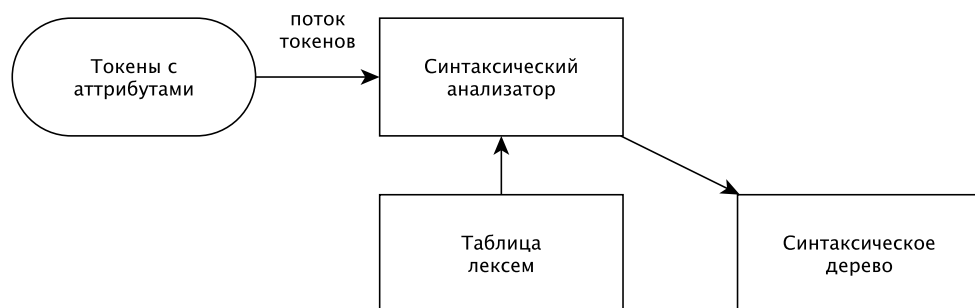 поток
токенов
Токены с
аттрибутами
Синтаксический
анализатор
Таблица
лексем
Синтаксическое
дерево